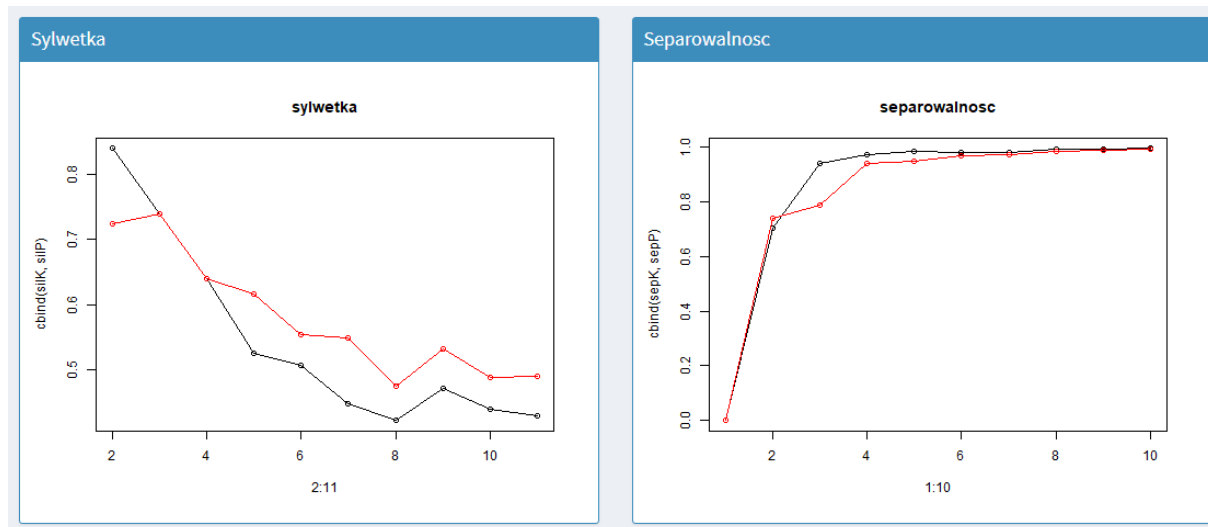 Sylwetka
sylwetka
cbind(silK, silP)
0.8
0.7
0.6
0.5
2 4 6 8 10
2:11
Separowalnosc
separowalnosc
cbind(sepK, sepP)
1.0
0.8
0.6
0.4
0.2
0.0
2 4 6 8 10
1:10